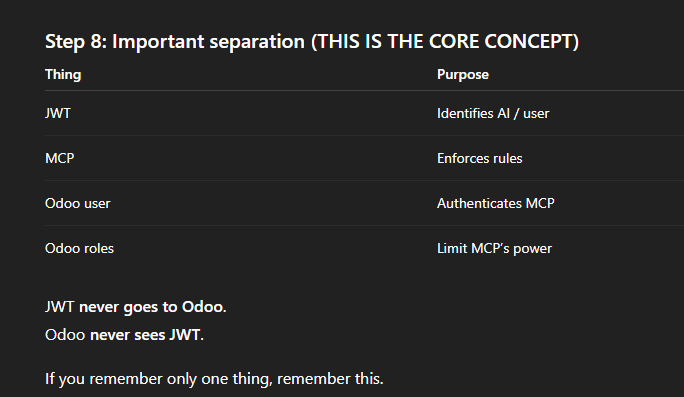 Step 8: Important separation (THIS IS THE CORE CONCEPT)
Thing Purpose
JWT Identifies AI / user
MCP Enforces rules
Odoo user Authenticates MCP
Odoo roles Limit MCP’s power
JWT never goes to Odoo.
Odoo never sees JWT.
If you remember only one thing, remember this.